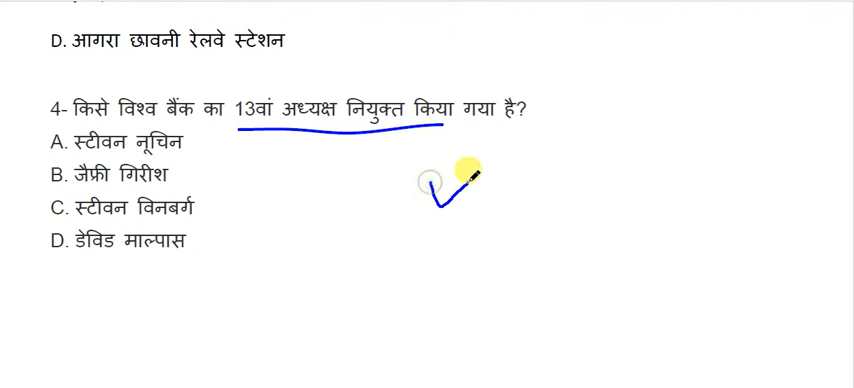 D. आगरा छावनी रेलवे स्टेशन
4- किसे विश्व बैंक का 13वां अध्यक्ष नियुक्त किया गया है?
A. स्टीवन नूचिन
B. जैफ्री गिरीश
C. स्टीवन विनबर्ग
D. डेविड माल्पास